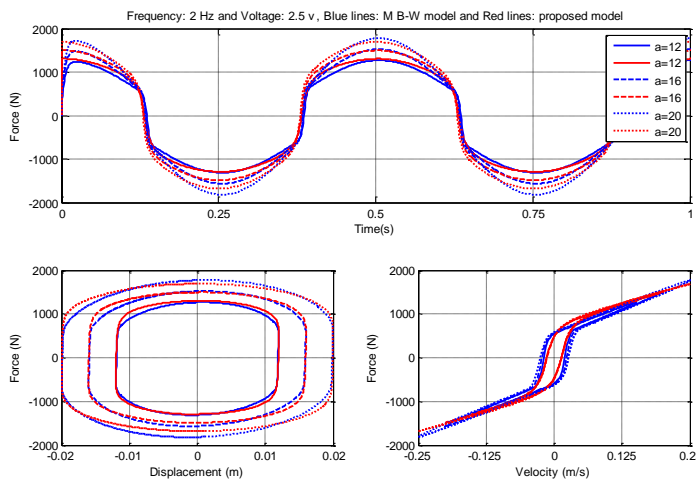 Frequency: 2 Hz and Voltage: 2.5 v, Blue lines: M B-W model and Red lines: proposed model
2000
1000
0
-1000
-2000
Force (N)
0
0.25
0.5
0.75
1
Time(s)
a=12
a=12
a=16
a=16
a=20
a=20
2000
1000
0
-1000
-2000
Force (N)
-0.02
-0.01
0
0.01
0.02
Displacement (m)
2000
1000
0
-1000
-2000
Force (N)
-0.25
-0.125
0
0.125
0.2
Velocity (m/s)